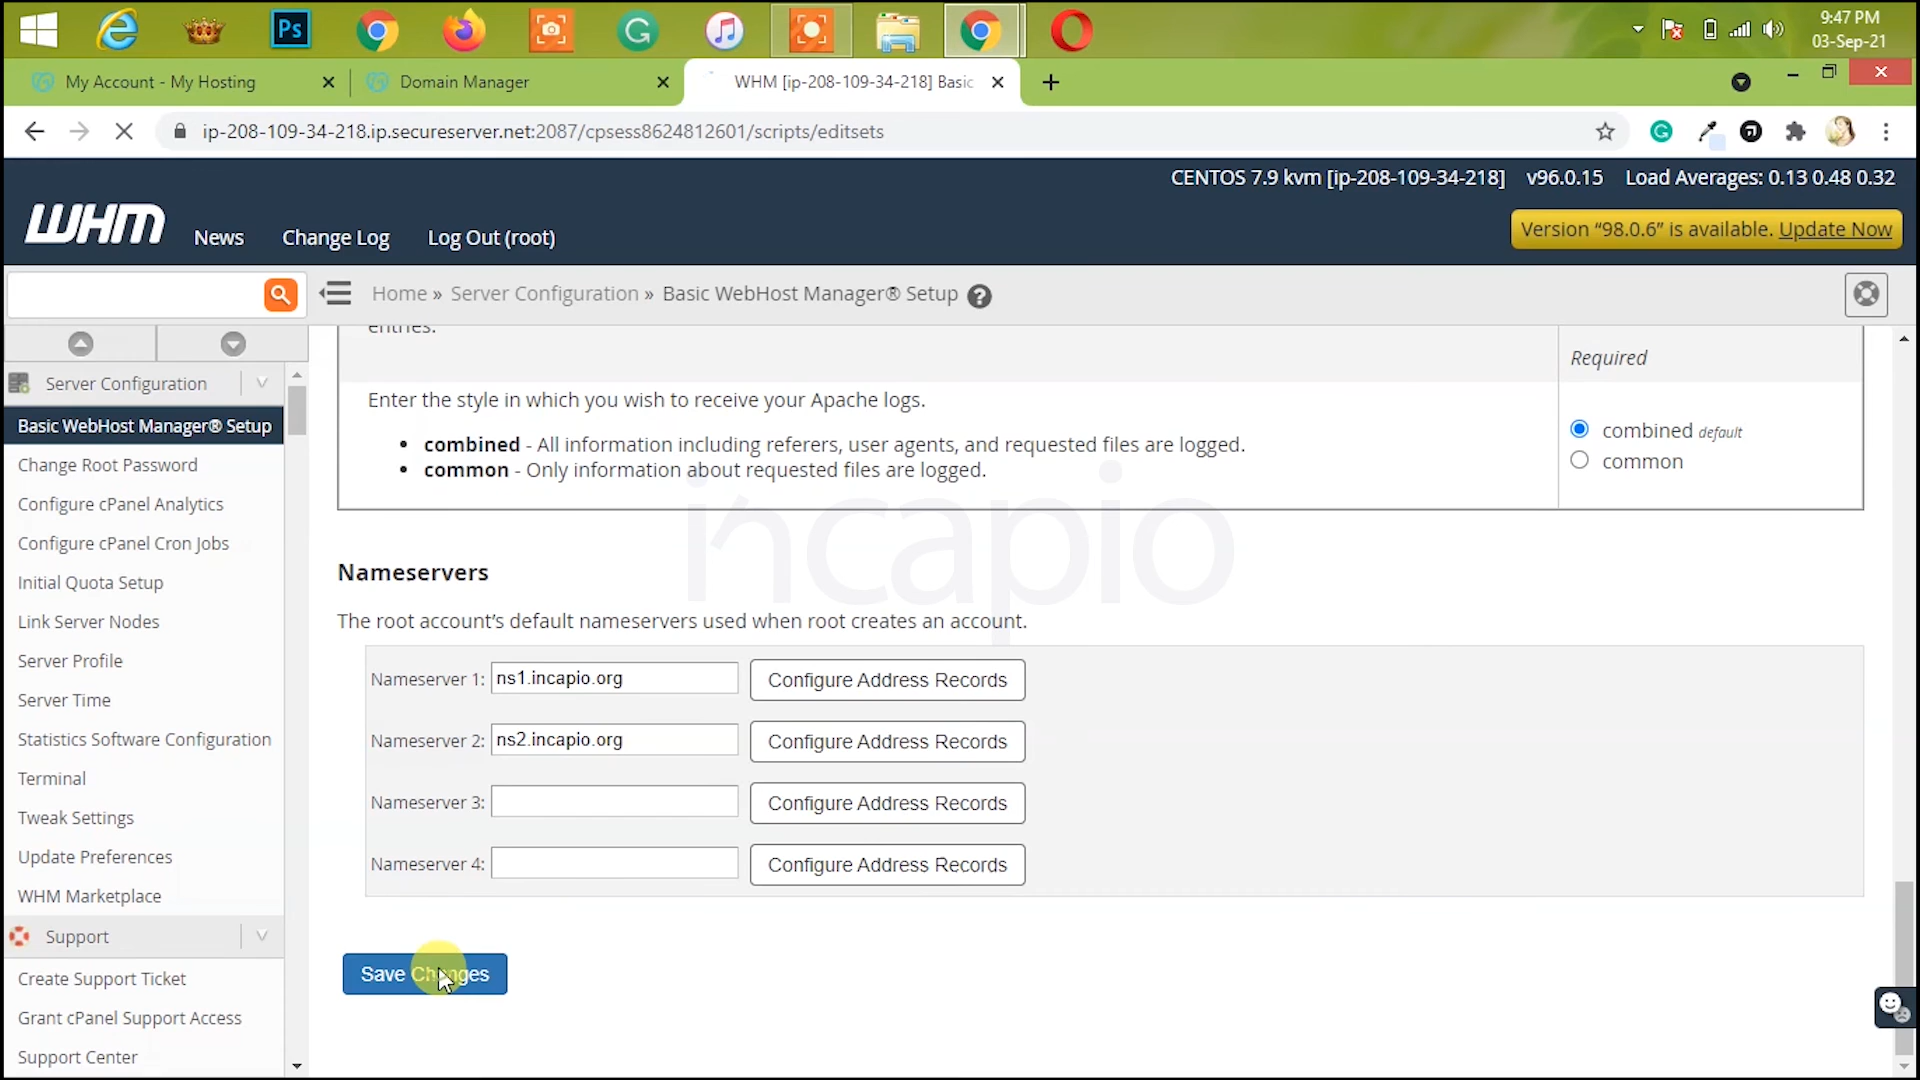 Ps
9:47 PM
03-Sep-21
My Account - My Hosting
Domain Manager
WHM [ip-208-109-34-218] Basic
ip-208-109-34-218.ip.secureserver.net:2087/cpsess8624812601/scripts/editsets
CENTOS 7.9 kvm [ip-208-109-34-218] v96.0.15 Load Averages: 0.13 0.48 0.32
WHM
News
Change Log
Log Out (root)
Version “98.0.6” is available. Update Now
Home » Server Configuration » Basic WebHost Manager® Setup
entries.
Required
Server Configuration
Basic WebHost Manager® Setup
Change Root Password
Configure cPanel Analytics
Configure cPanel Cron Jobs
Initial Quota Setup
Link Server Nodes
Server Profile
Server Time
Statistics Software Configuration
Terminal
Tweak Settings
Update Preferences
WHM Marketplace
Support
Create Support Ticket
Grant cPanel Support Access
Support Center
Enter the style in which you wish to receive your Apache logs.
combined - All information including referers, user agents, and requested files are logged.
common - Only information about requested files are logged.
combined default
common
incapio
Nameservers
The root account’s default nameservers used when root creates an account.
Nameserver 1: ns1.incapio.org Configure Address Records
Nameserver 2: ns2.incapio.org Configure Address Records
Nameserver 3: Configure Address Records
Nameserver 4: Configure Address Records
Save Changes